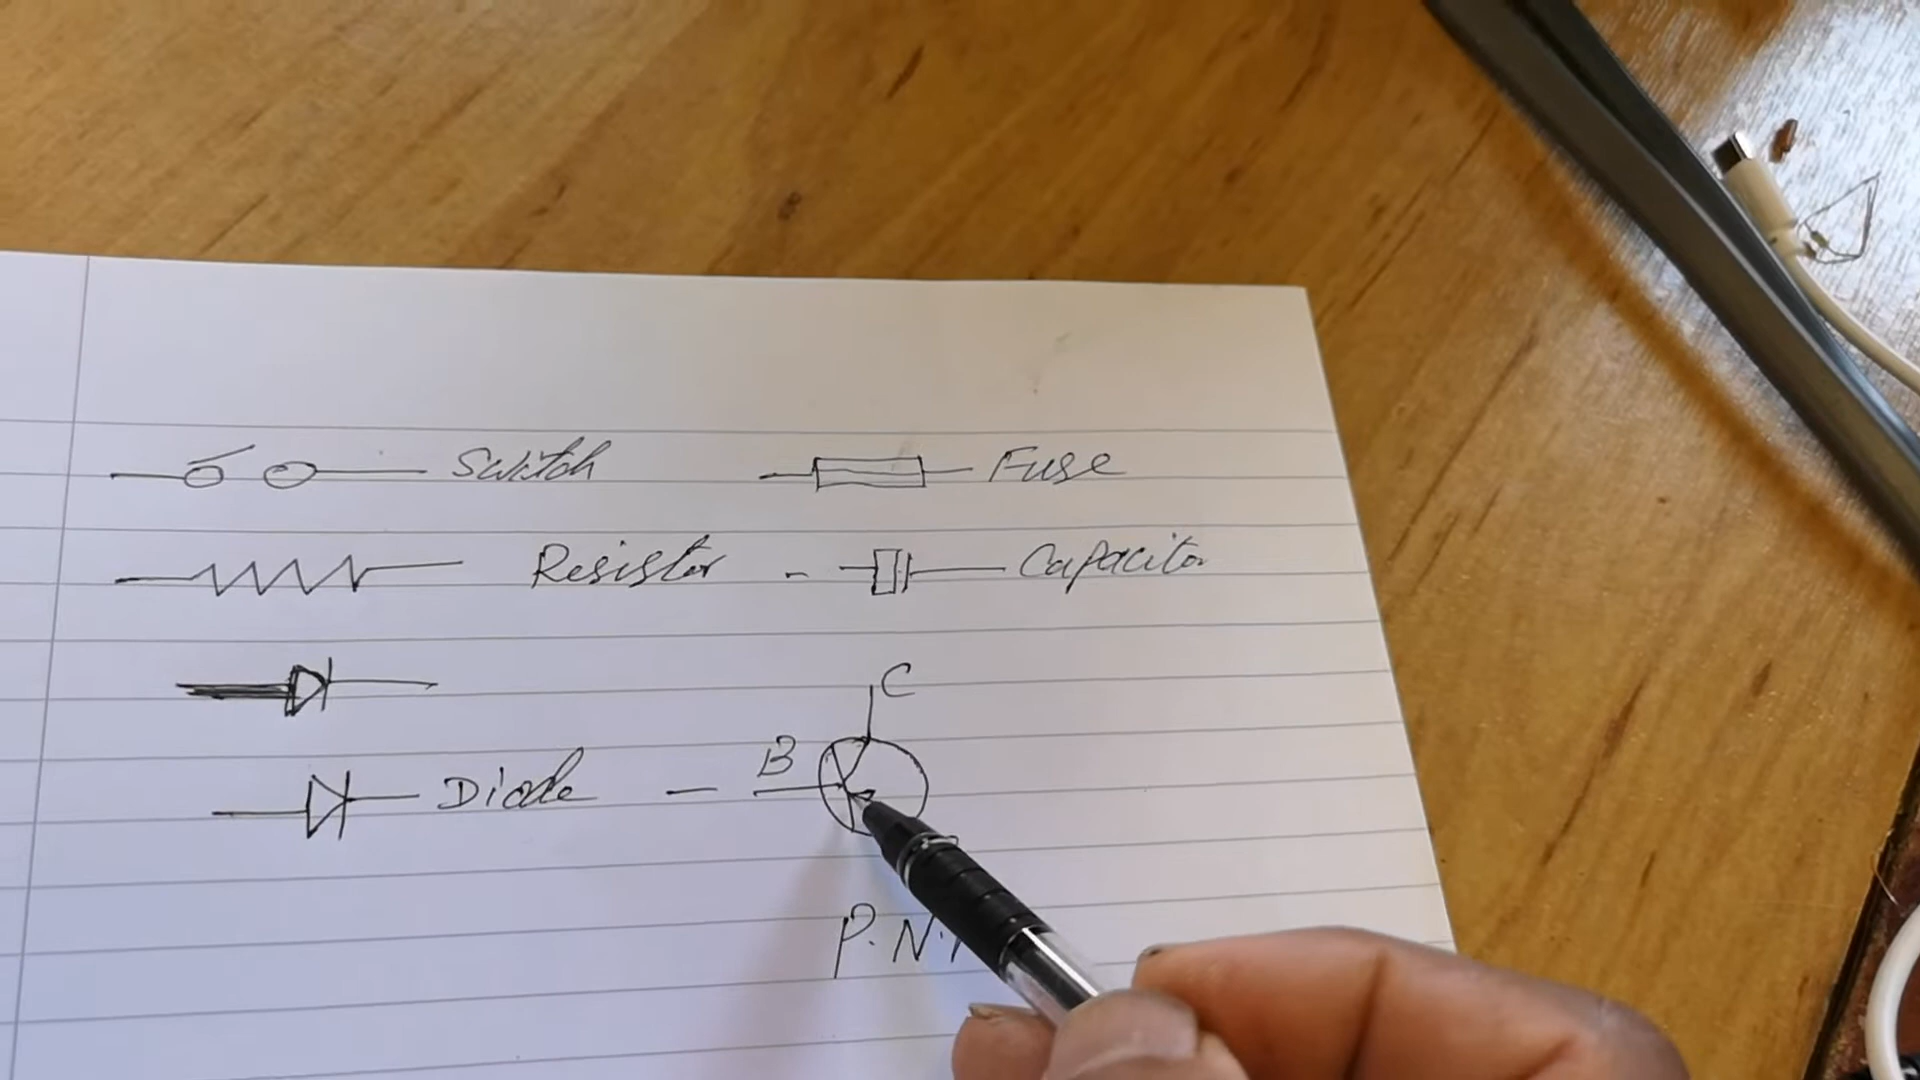 Switch Fuse
Resistor - Capacitor
C
B
Diode -
P.N.